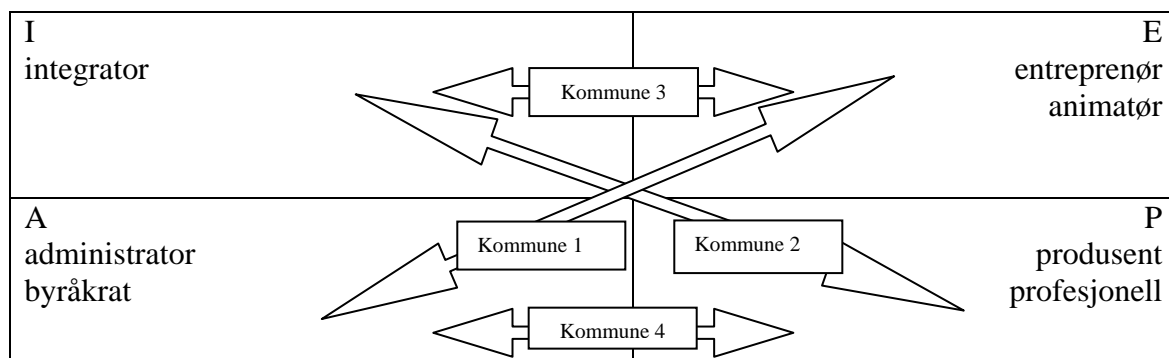 I
integrator
E
entreprenør
animatør
Kommune 3
A
administrator
byråkrat
Kommune 1
Kommune 2
P
produsent
profesjonell
Kommune 4